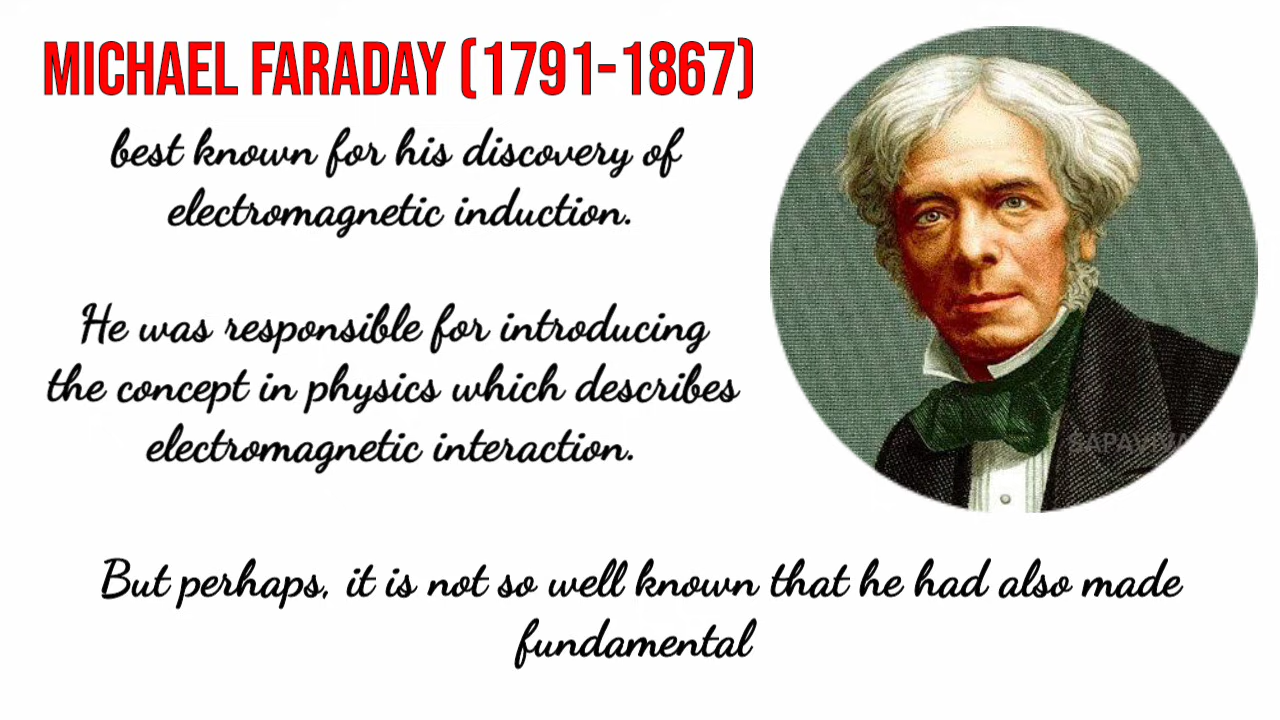 MICHAEL FARADAY (1791-1867)
best known for his discovery of
electromagnetic induction.
He was responsible for introducing
the concept in physics which describes
electromagnetic interaction.
But perhaps, it is not so well known that he had also made
fundamental